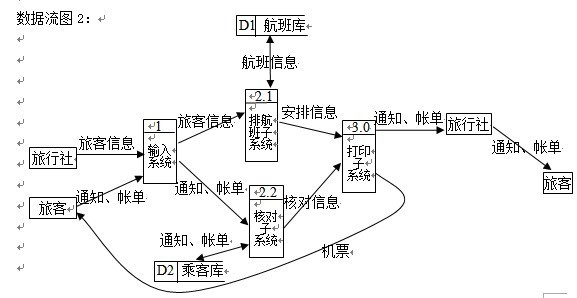 数据流图 2：
D1 航班库
航班信息
2.1
排航
班子
系统
旅客信息
安排信息
1
输入
系统
旅客信息
3.0
打印
子
系统
通知、帐单
旅行社
通知、帐单
旅客
旅行社
旅客
通知、帐单
通知、帐单
2.2
核对
子
系统
核对信息
通知、帐单
D2 乘客库
机票